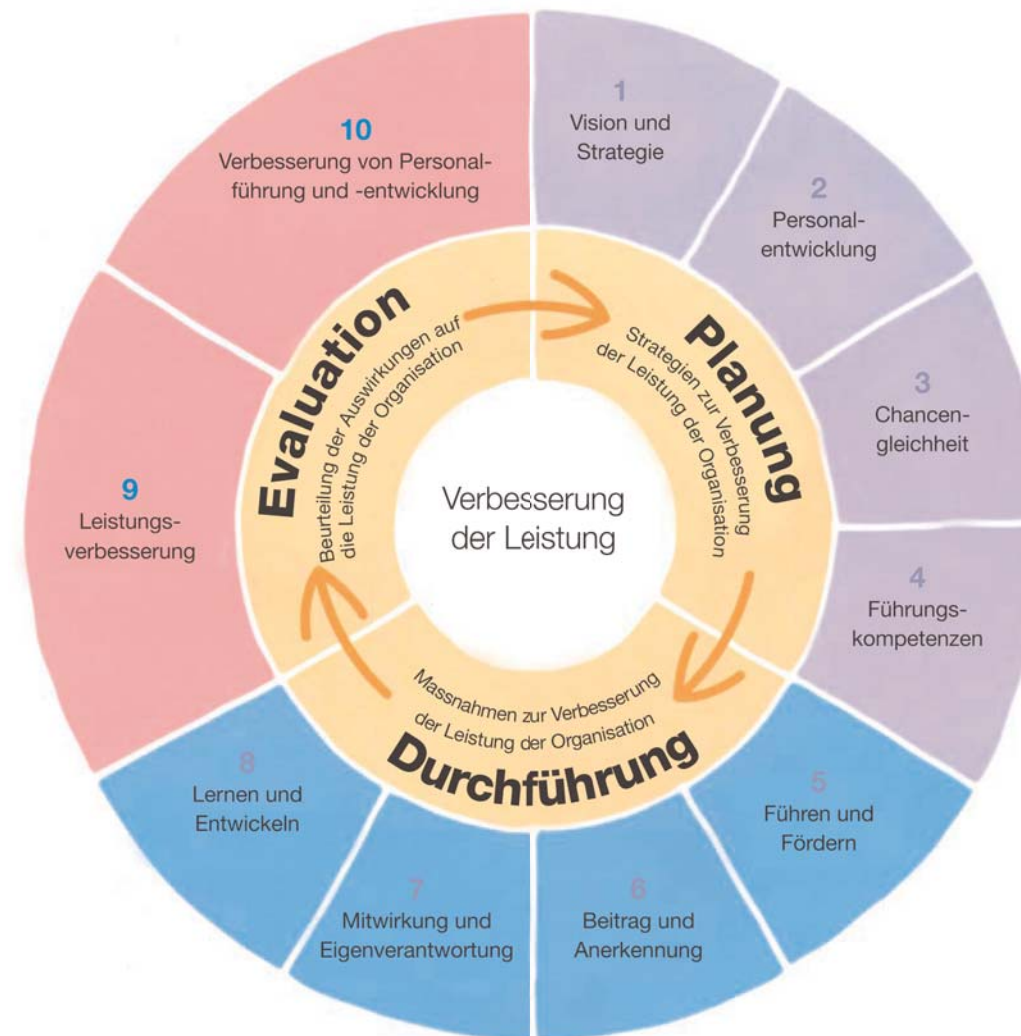 1
Vision und
Strategie
2
Personal-
entwicklung
3
Chancen-
gleichheit
4
Führungs-
kompetenzen
5
Führen und
Fördern
6
Beitrag und
Anerkennung
7
Mitwirkung und
Eigenverantwortung
8
Lernen und
Entwickeln
9
Leistungs-
verbesserung
10
Verbesserung von Personal-
führung und -entwicklung
Planung
Strategien zur Verbesserung
der Leistung der Organisation
Massnahmen zur Verbesserung
der Leistung der Organisation
Durchführung
Evaluation
Beurteilung der Auswirkungen auf
die Leistung der Organisation
Verbesserung
der Leistung